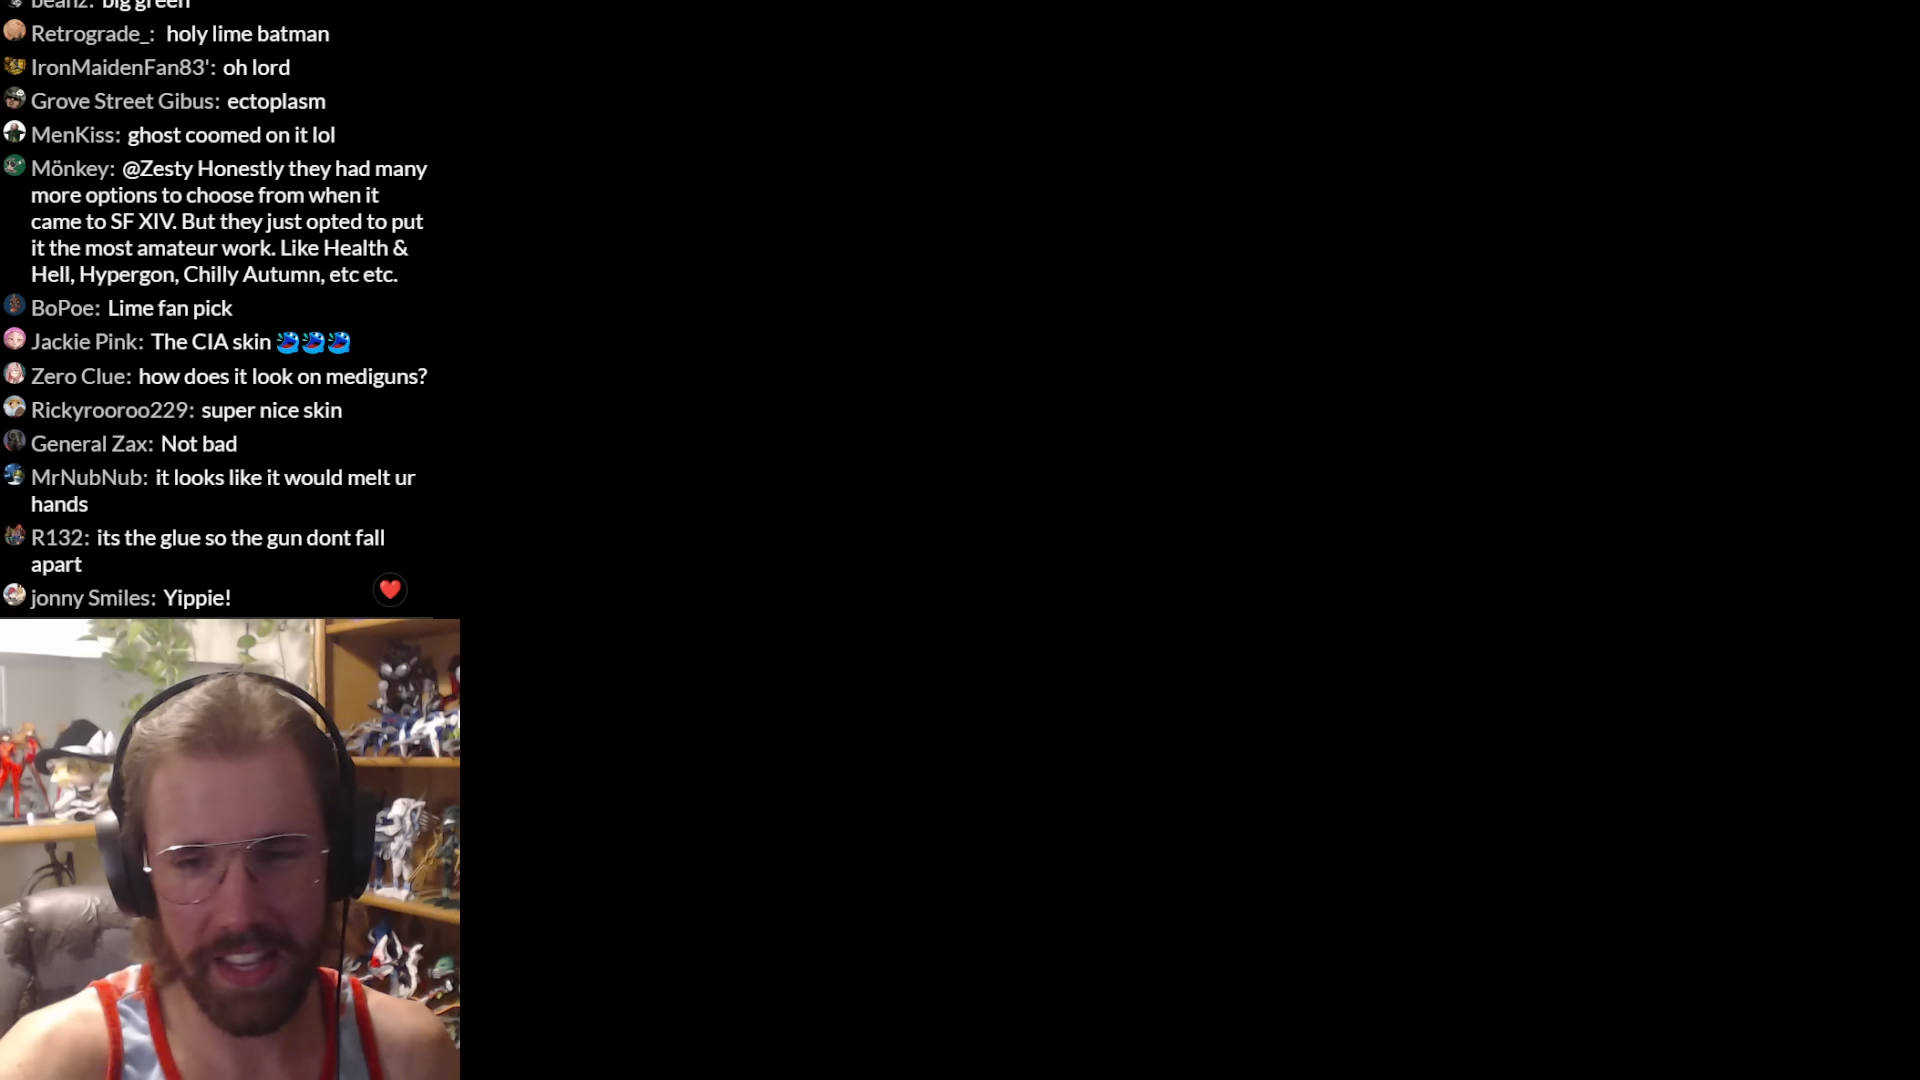 beanz: big green
Retrograde_: holy lime batman
IronMaidenFan83': oh lord
Grove Street Gibus: ectoplasm
MenKiss: ghost coomed on it lol
Mönkey: @Zesty Honestly they had many
more options to choose from when it
came to SF XIV. But they just opted to put
it the most amateur work. Like Health &
Hell, Hypergon, Chilly Autumn, etc etc.
BoPoe: Lime fan pick
Jackie Pink: The CIA skin
Zero Clue: how does it look on mediguns?
Rickyrooroo229: super nice skin
General Zax: Not bad
MrNubNub: it looks like it would melt ur
hands
R132: its the glue so the gun dont fall
apart
jonny Smiles: Yippie!